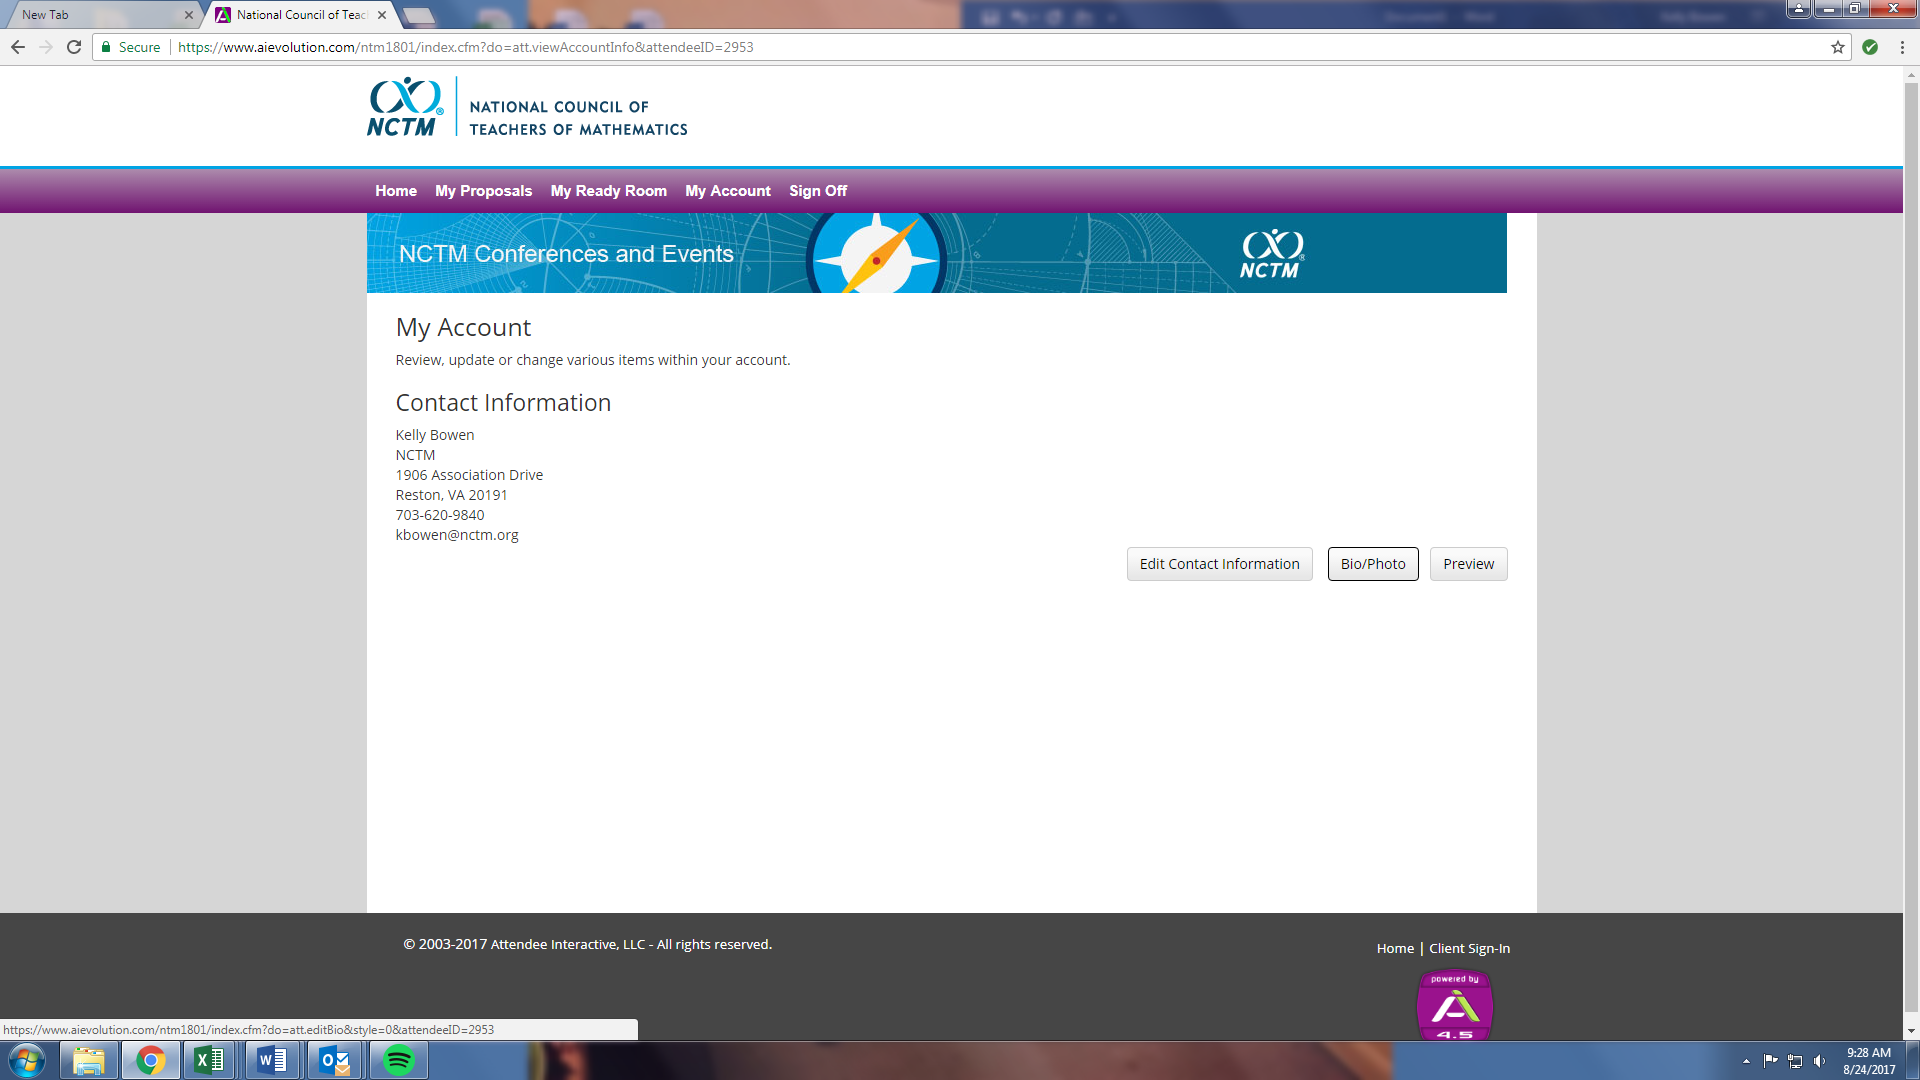 New Tab
National Council of Teac
Secure
https://www.aievolution.com/ntm1801/index.cfm?do=att.viewAccountInfo&attendeeID=2953
NCTM
NATIONAL COUNCIL OF
TEACHERS OF MATHEMATICS
Home My Proposals My Ready Room My Account Sign Off
NCTM Conferences and Events
NCTM
My Account
Review, update or change various items within your account.
Contact Information
Kelly Bowen
NCTM
1906 Association Drive
Reston, VA 20191
703-620-9840
kbowen@nctm.org
Edit Contact Information Bio/Photo Preview
© 2003-2017 Attendee Interactive, LLC - All rights reserved.
Home | Client Sign-In
powered by
4.5
https://www.aievolution.com/ntm1801/index.cfm?do=att.editBio&style=0&attendeeID=2953
9:28 AM
8/24/2017